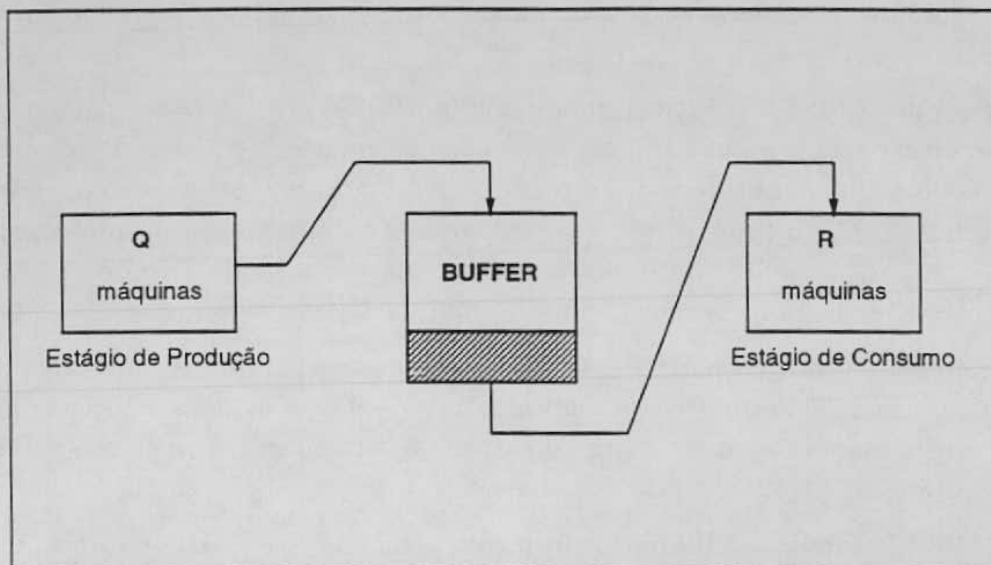 Q
máquinas
Estágio de Produção
BUFFER
R
máquinas
Estágio de Consumo